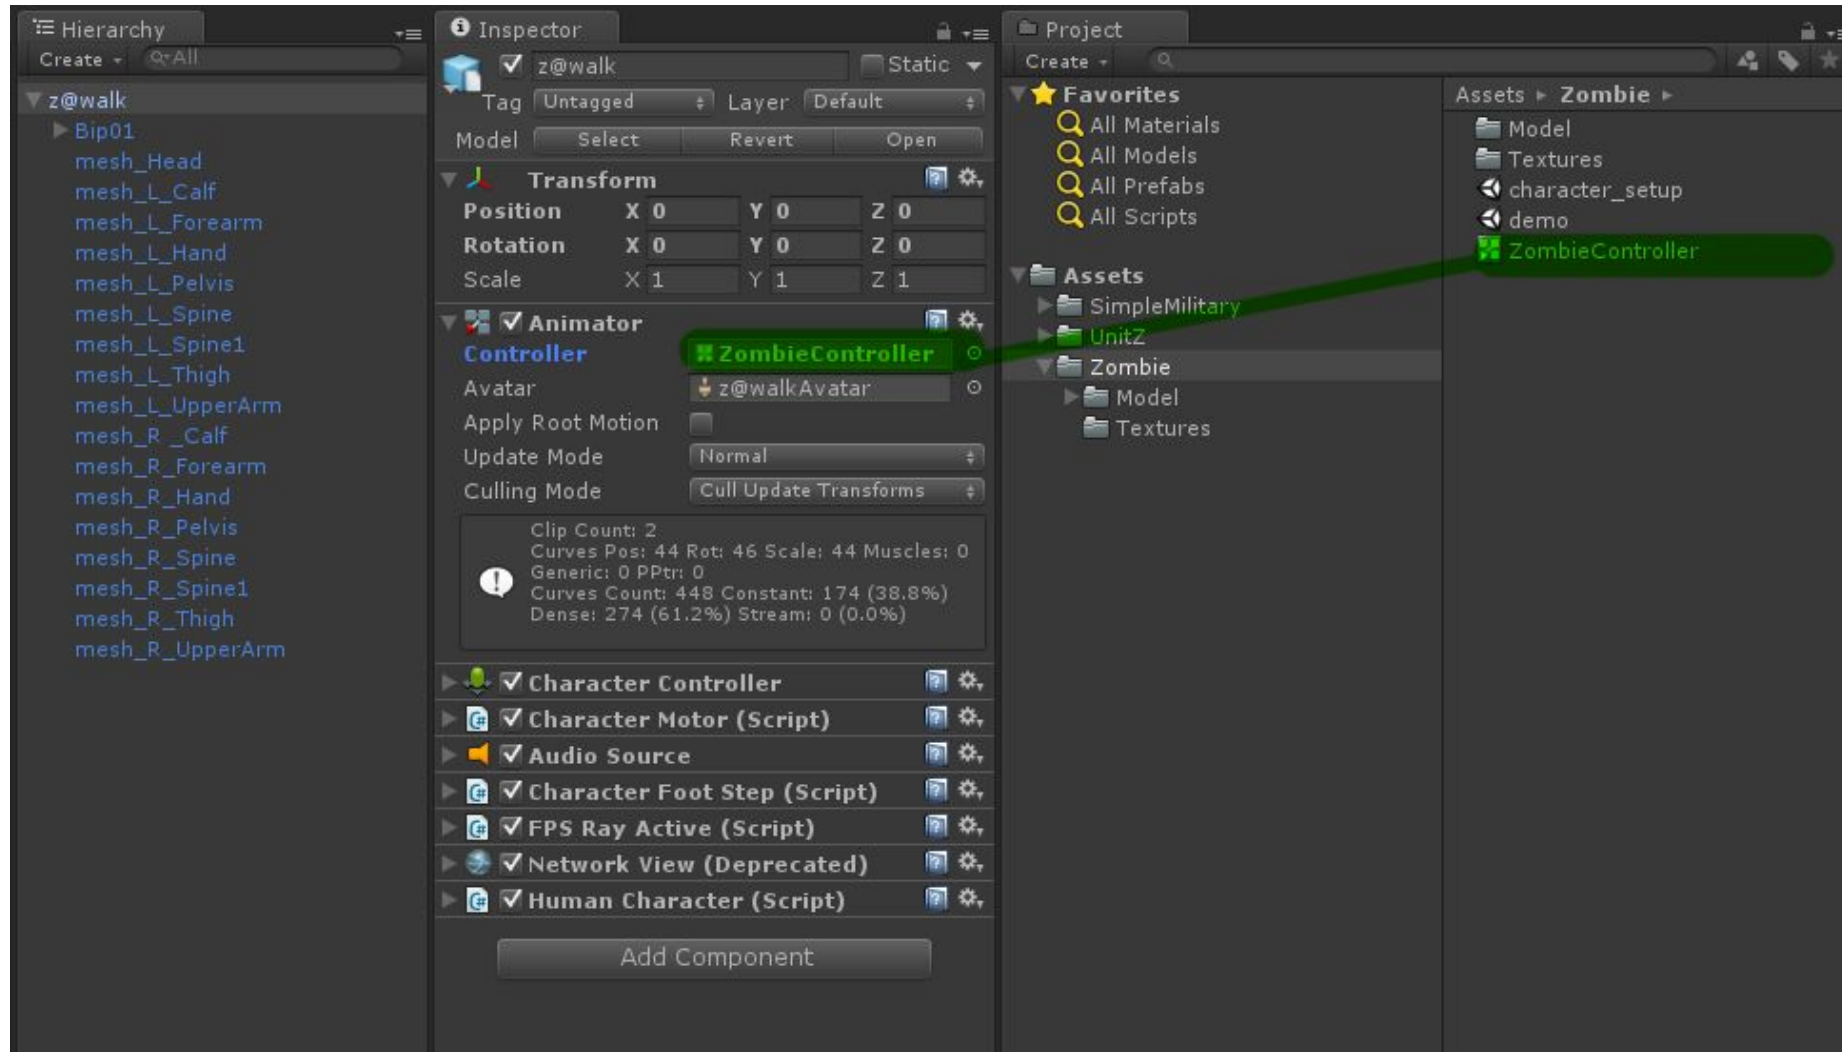 Hierarchy
Create All
z@walk
Bip01
mesh_Head
mesh_L_Calf
mesh_L_Forearm
mesh_L_Hand
mesh_L_Pelvis
mesh_L_Spine
mesh_L_Spine1
mesh_L_Thigh
mesh_L_UpperArm
mesh_R _Calf
mesh_R_Forearm
mesh_R_Hand
mesh_R_Pelvis
mesh_R_Spine
mesh_R_Spine1
mesh_R_Thigh
mesh_R_UpperArm
Inspector
z@walk Static
Tag Untagged Layer Default
Model Select Revert Open
Transform
Position X 0 Y 0 Z 0
Rotation X 0 Y 0 Z 0
Scale X 1 Y 1 Z 1
Animator
Controller ZombieController
Avatar z@walkAvatar
Apply Root Motion
Update Mode Normal
Culling Mode Cull Update Transforms
Clip Count: 2
Curves Pos: 44 Rot: 46 Scale: 44 Muscles: 0
Generic: 0 PPtr: 0
Curves Count: 448 Constant: 174 (38.8%)
Dense: 274 (61.2%) Stream: 0 (0.0%)
Character Controller
Character Motor (Script)
Audio Source
Character Foot Step (Script)
FPS Ray Active (Script)
Network View (Deprecated)
Human Character (Script)
Add Component
Project
Create
Favorites
All Materials
All Models
All Prefabs
All Scripts
Assets
SimpleMilitary
UnitZ
Zombie
Model
Textures
Assets Zombie
Model
Textures
character_setup
demo
ZombieController